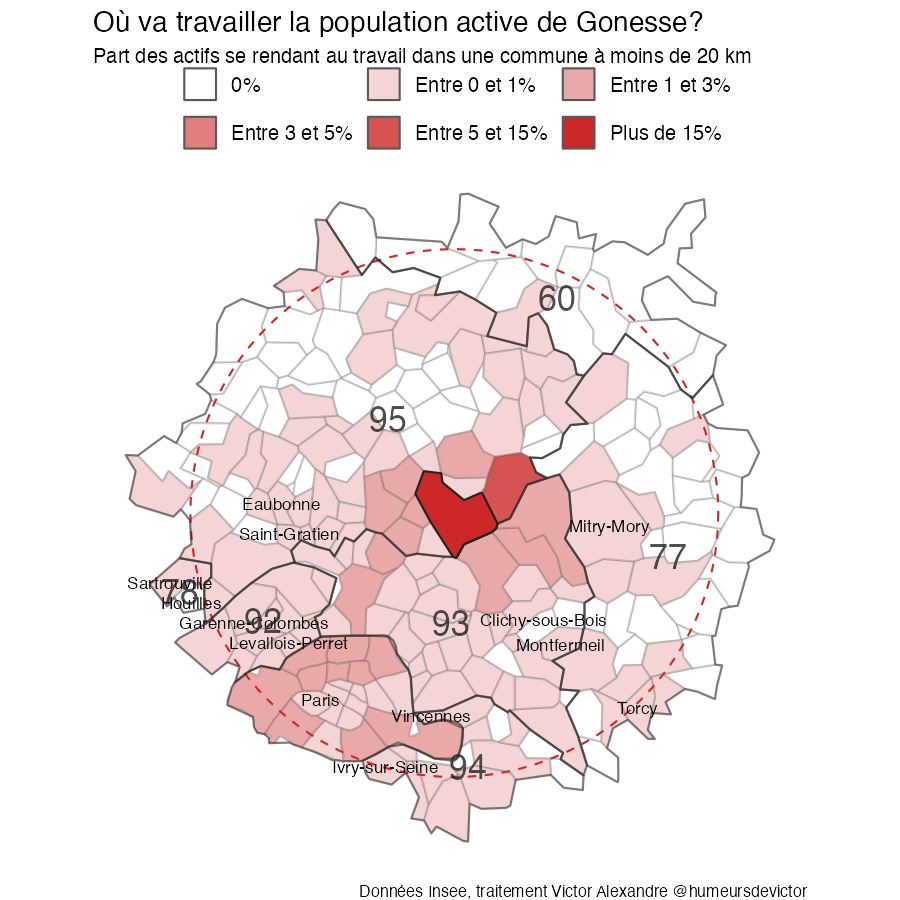 Où va travailler la population active de Gonesse?
Part des actifs se rendant au travail dans une commune à moins de 20 km
0% Entre 0 et 1% Entre 1 et 3%
Entre 3 et 5% Entre 5 et 15% Plus de 15%
60
95
Eaubonne
Mitry-Mory
Saint-Gratien
77
Sartrouville
78
Houilles
Garenne-Colombes
92
93
Clichy-sous-Bois
Levallois-Perret
Montfermeil
Paris
Torcy
Vincennes
Ivry-sur-Seine
94
Données Insee, traitement Victor Alexandre @humeursdevictor